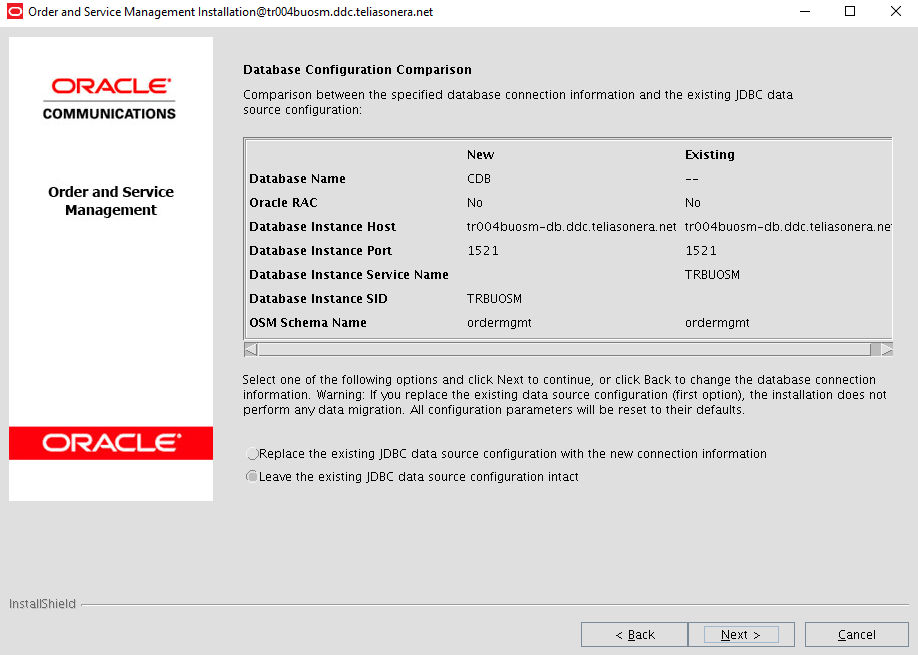 Order and Service Management Installation@tr004buosm.ddc.teliasonera.net
ORACLE
COMMUNICATIONS
Order and Service
Management
ORACLE
Database Configuration Comparison
Comparison between the specified database connection information and the existing JDBC data
source configuration:
New Existing
Database Name CDB --
Oracle RAC No No
Database Instance Host tr004buosm-db.ddc.teliasonera.net tr004buosm-db.ddc.teliasonera.ne
Database Instance Port 1521 1521
Database Instance Service Name TRBUOSM
Database Instance SID TRBUOSM
OSM Schema Name ordermgmt ordermgmt
Select one of the following options and click Next to continue, or click Back to change the database connection
information. Warning: If you replace the existing data source configuration (first option), the installation does not
perform any data migration. All configuration parameters will be reset to their defaults.
Replace the existing JDBC data source configuration with the new connection information
Leave the existing JDBC data source configuration intact
InstallShield
< Back Next > Cancel